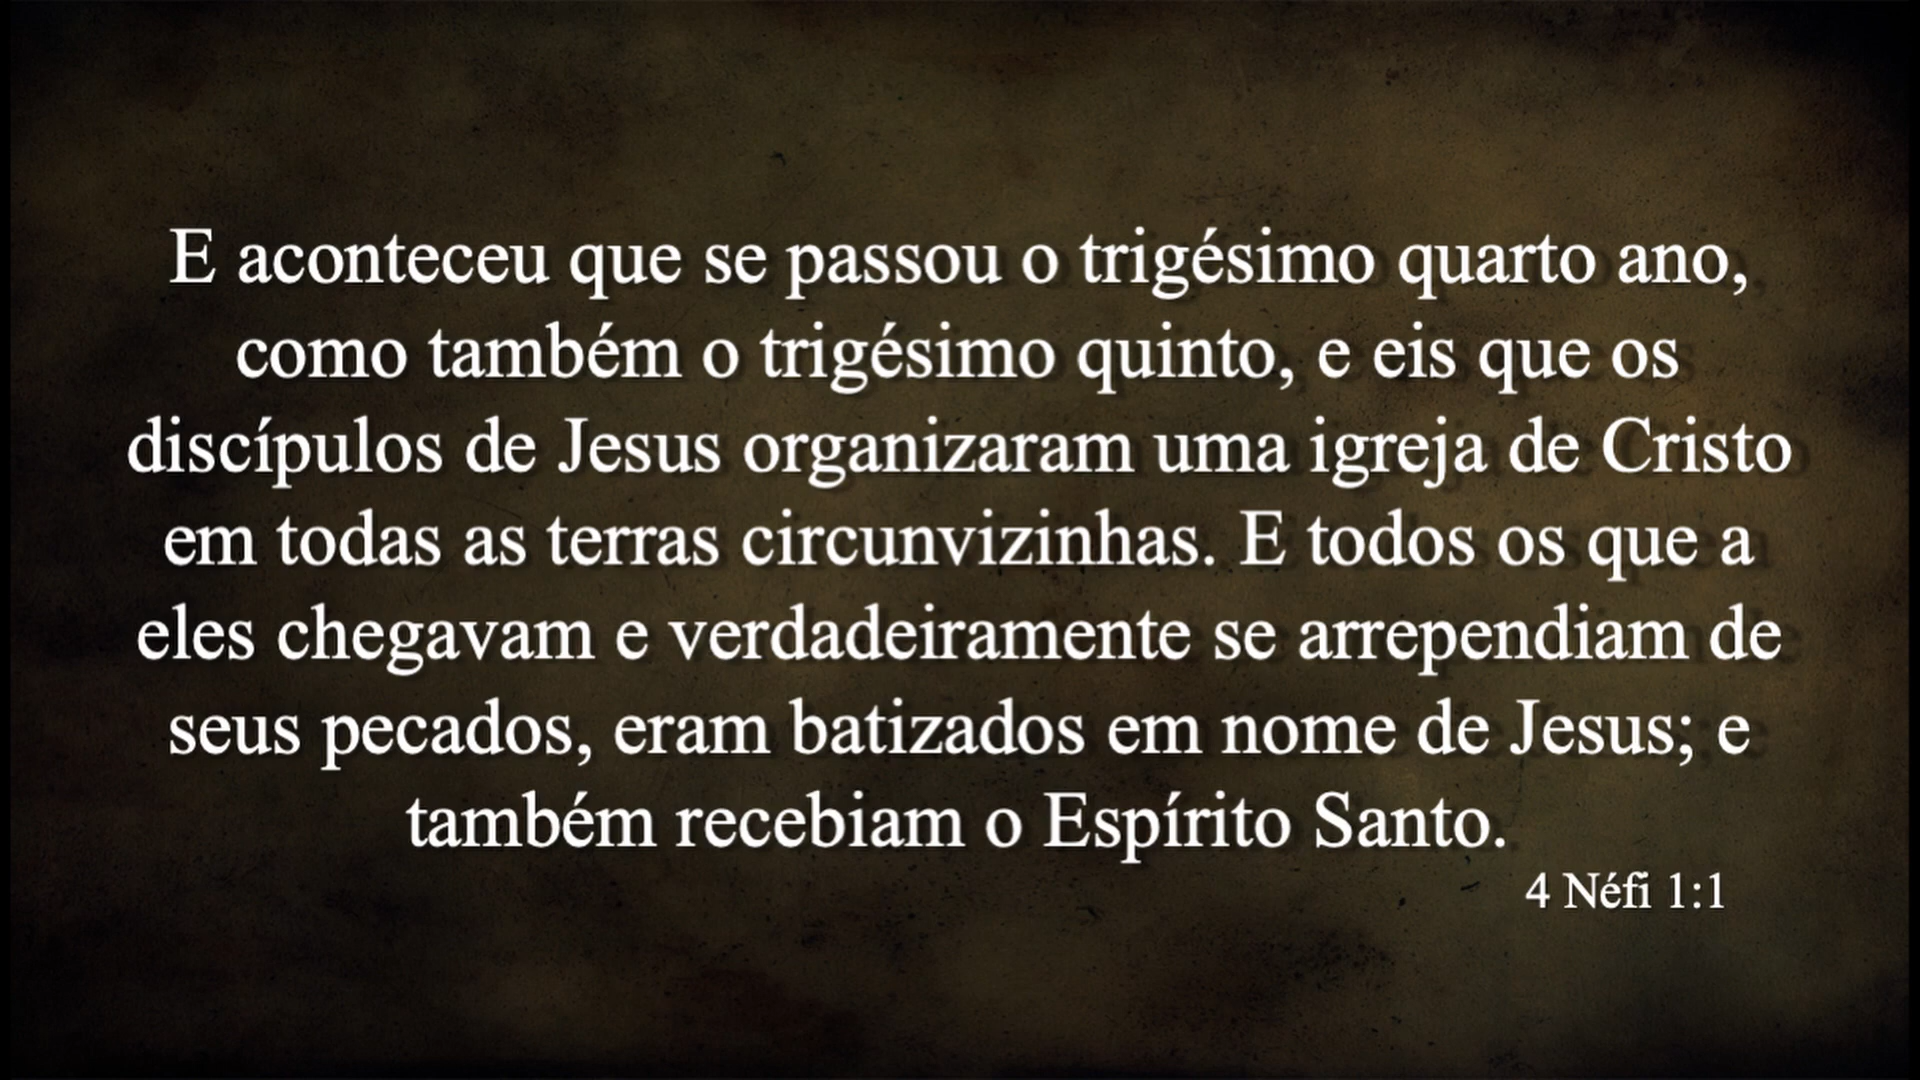 E aconteceu que se passou o trigésimo quarto ano,
como também o trigésimo quinto, e eis que os
discípulos de Jesus organizaram uma igreja de Cristo
em todas as terras circunvizinhas. E todos os que a
eles chegavam e verdadeiramente se arrependiam de
seus pecados, eram batizados em nome de Jesus; e
também recebiam o Espírito Santo.
4 Néfi 1:1